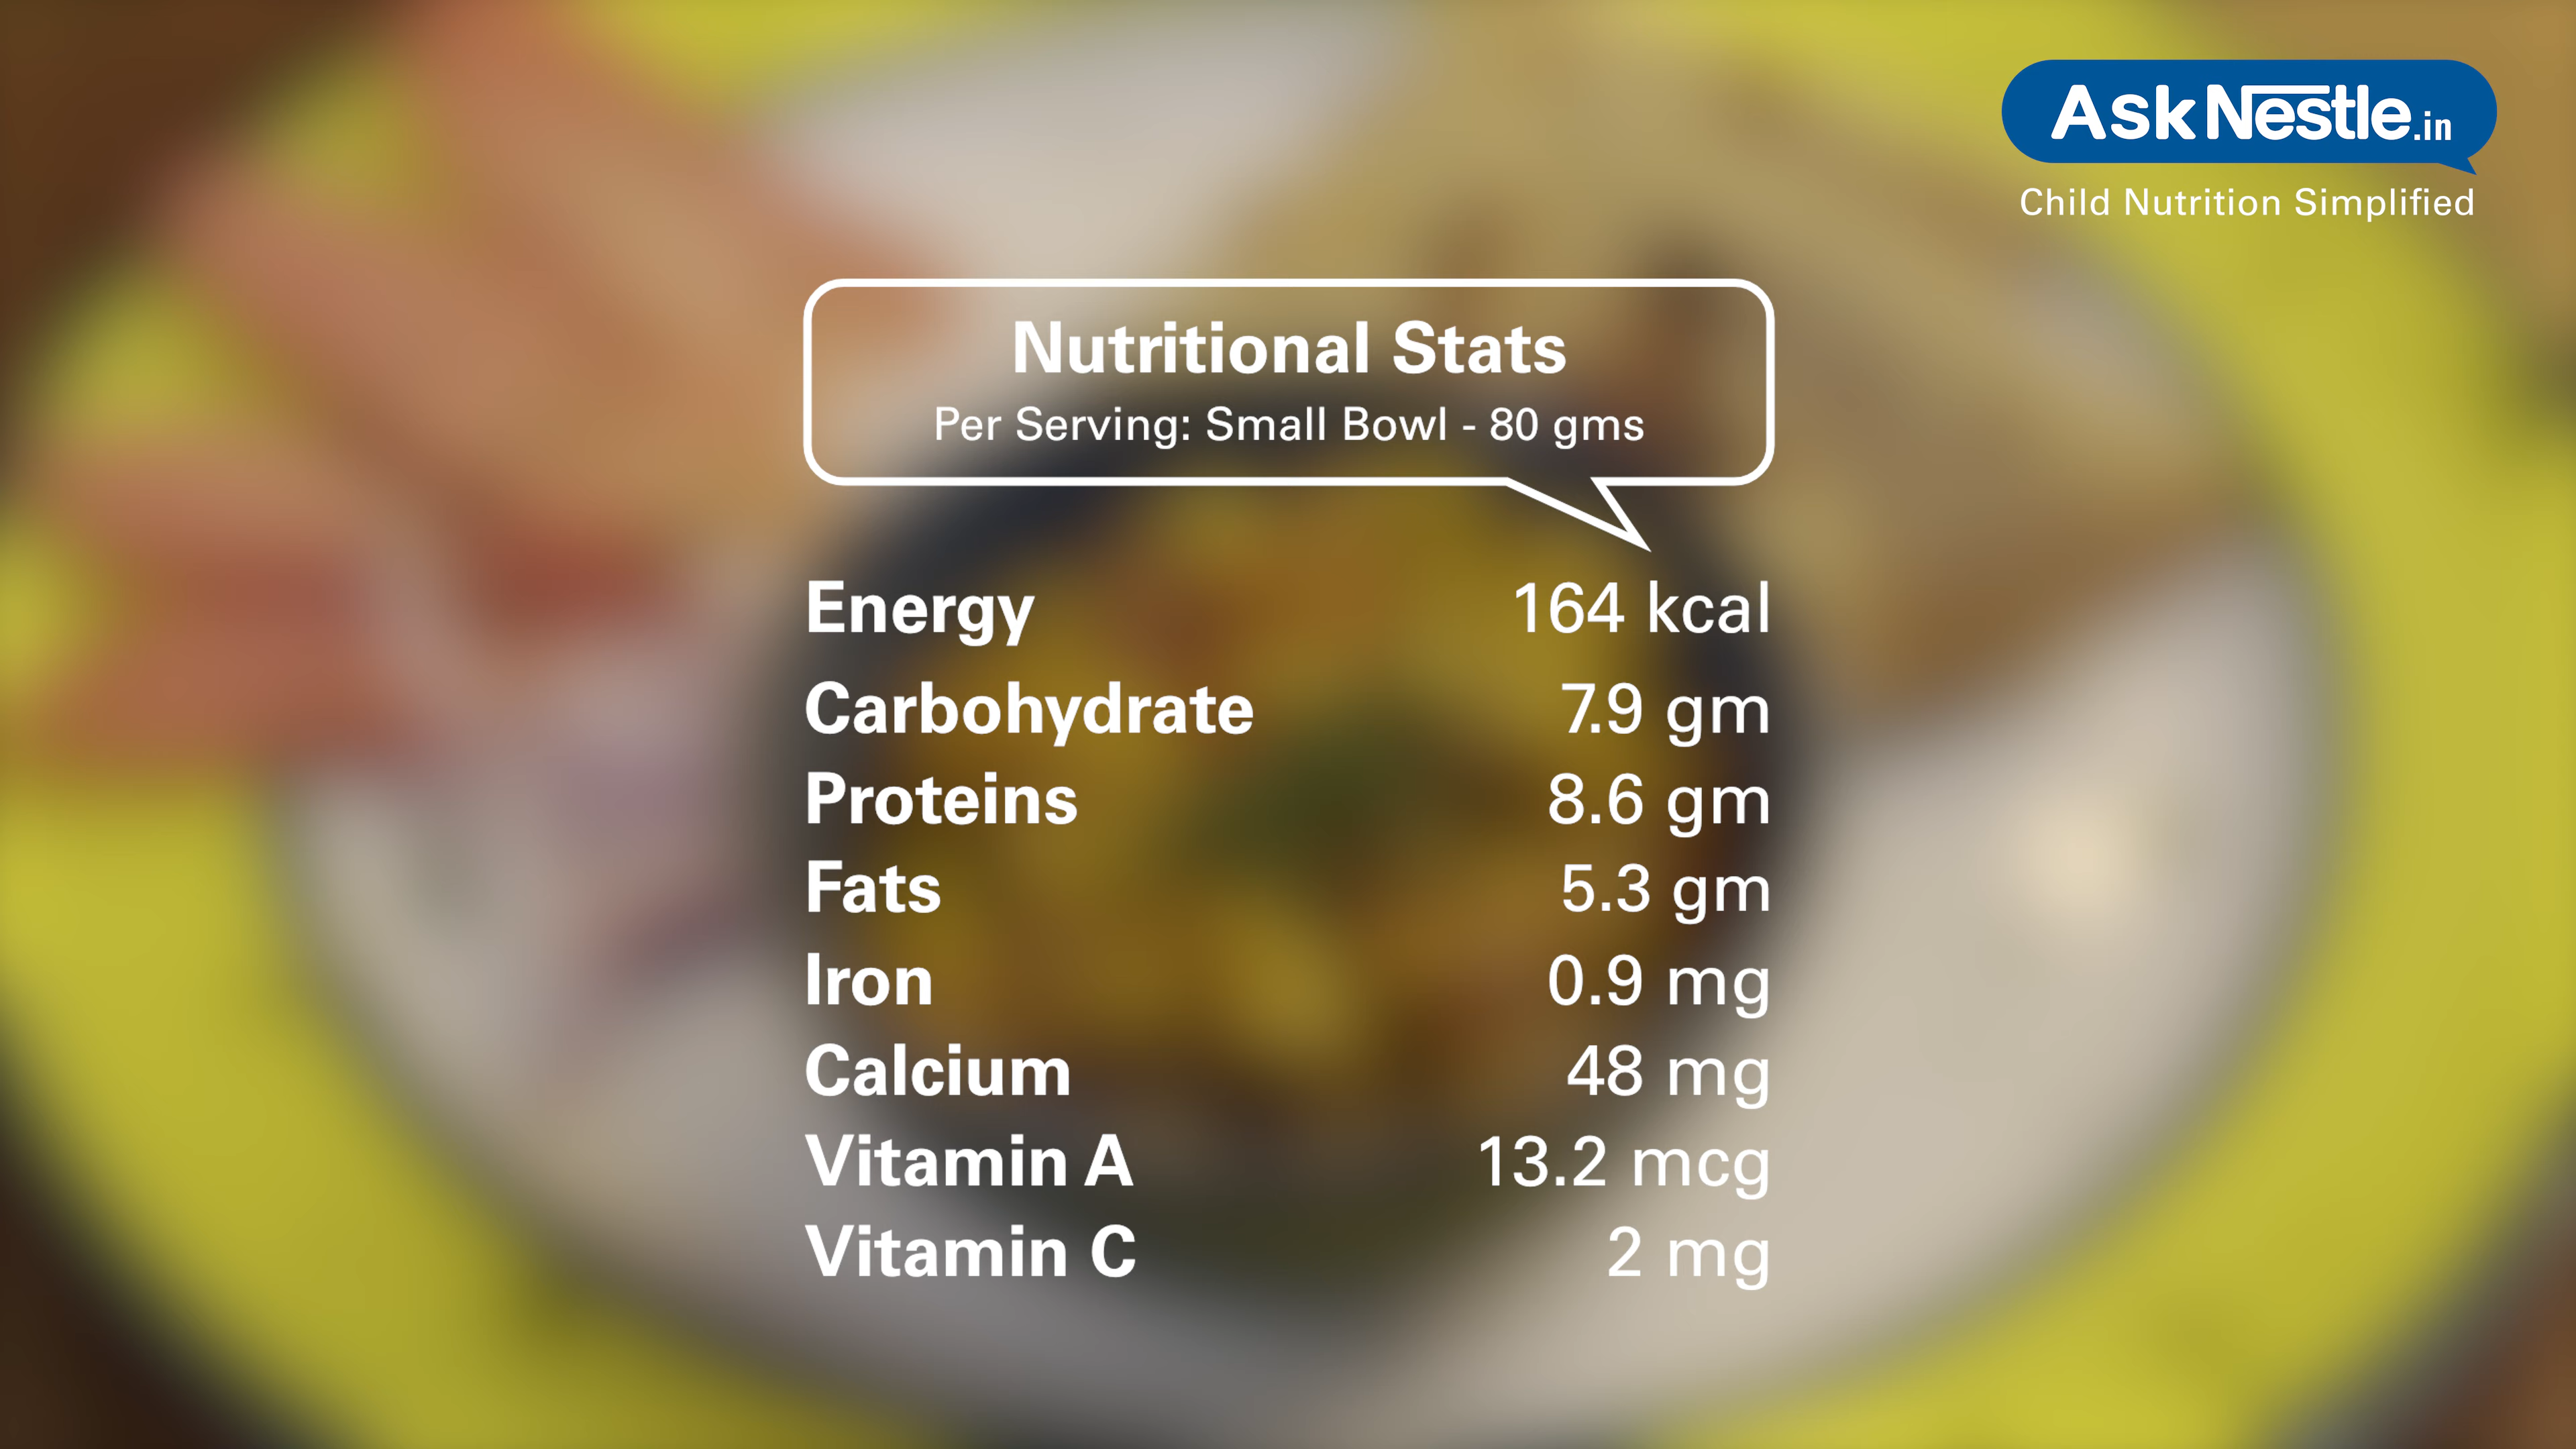 AskNestle.in
Child Nutrition Simplified
Nutritional Stats
Per Serving: Small Bowl - 80 gms
Energy 164 kcal
Carbohydrate 7.9 gm
Proteins 8.6 gm
Fats 5.3 gm
Iron 0.9 mg
Calcium 48 mg
Vitamin A 13.2 mcg
Vitamin C 2 mg